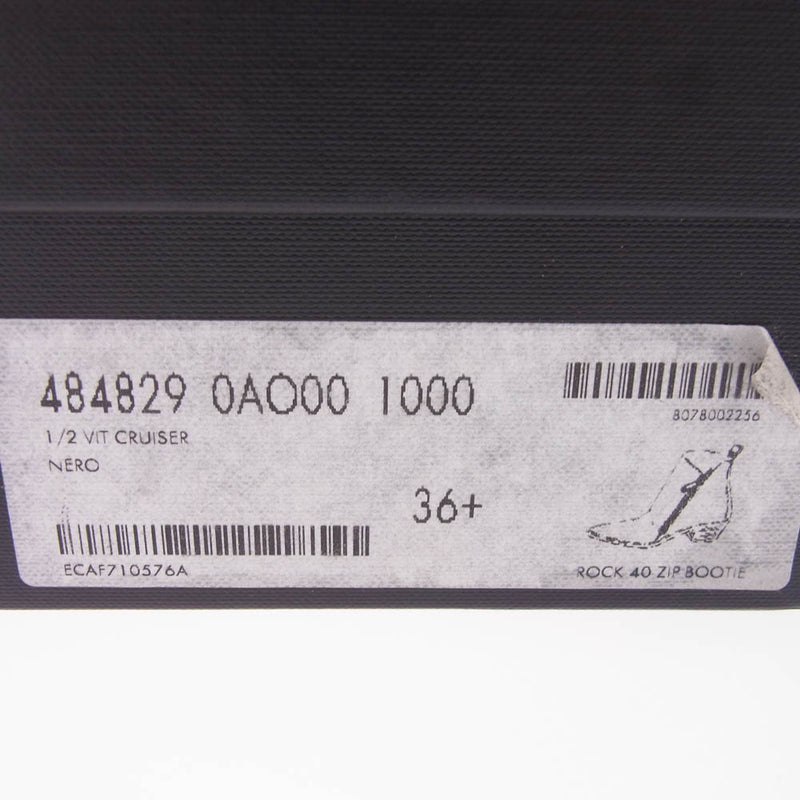 484829 0AO00 1000
8078002256
1/2 VIT CRUISER
NERO
36+
ECAF710576A
ROCK 40 ZIP BOOTIE